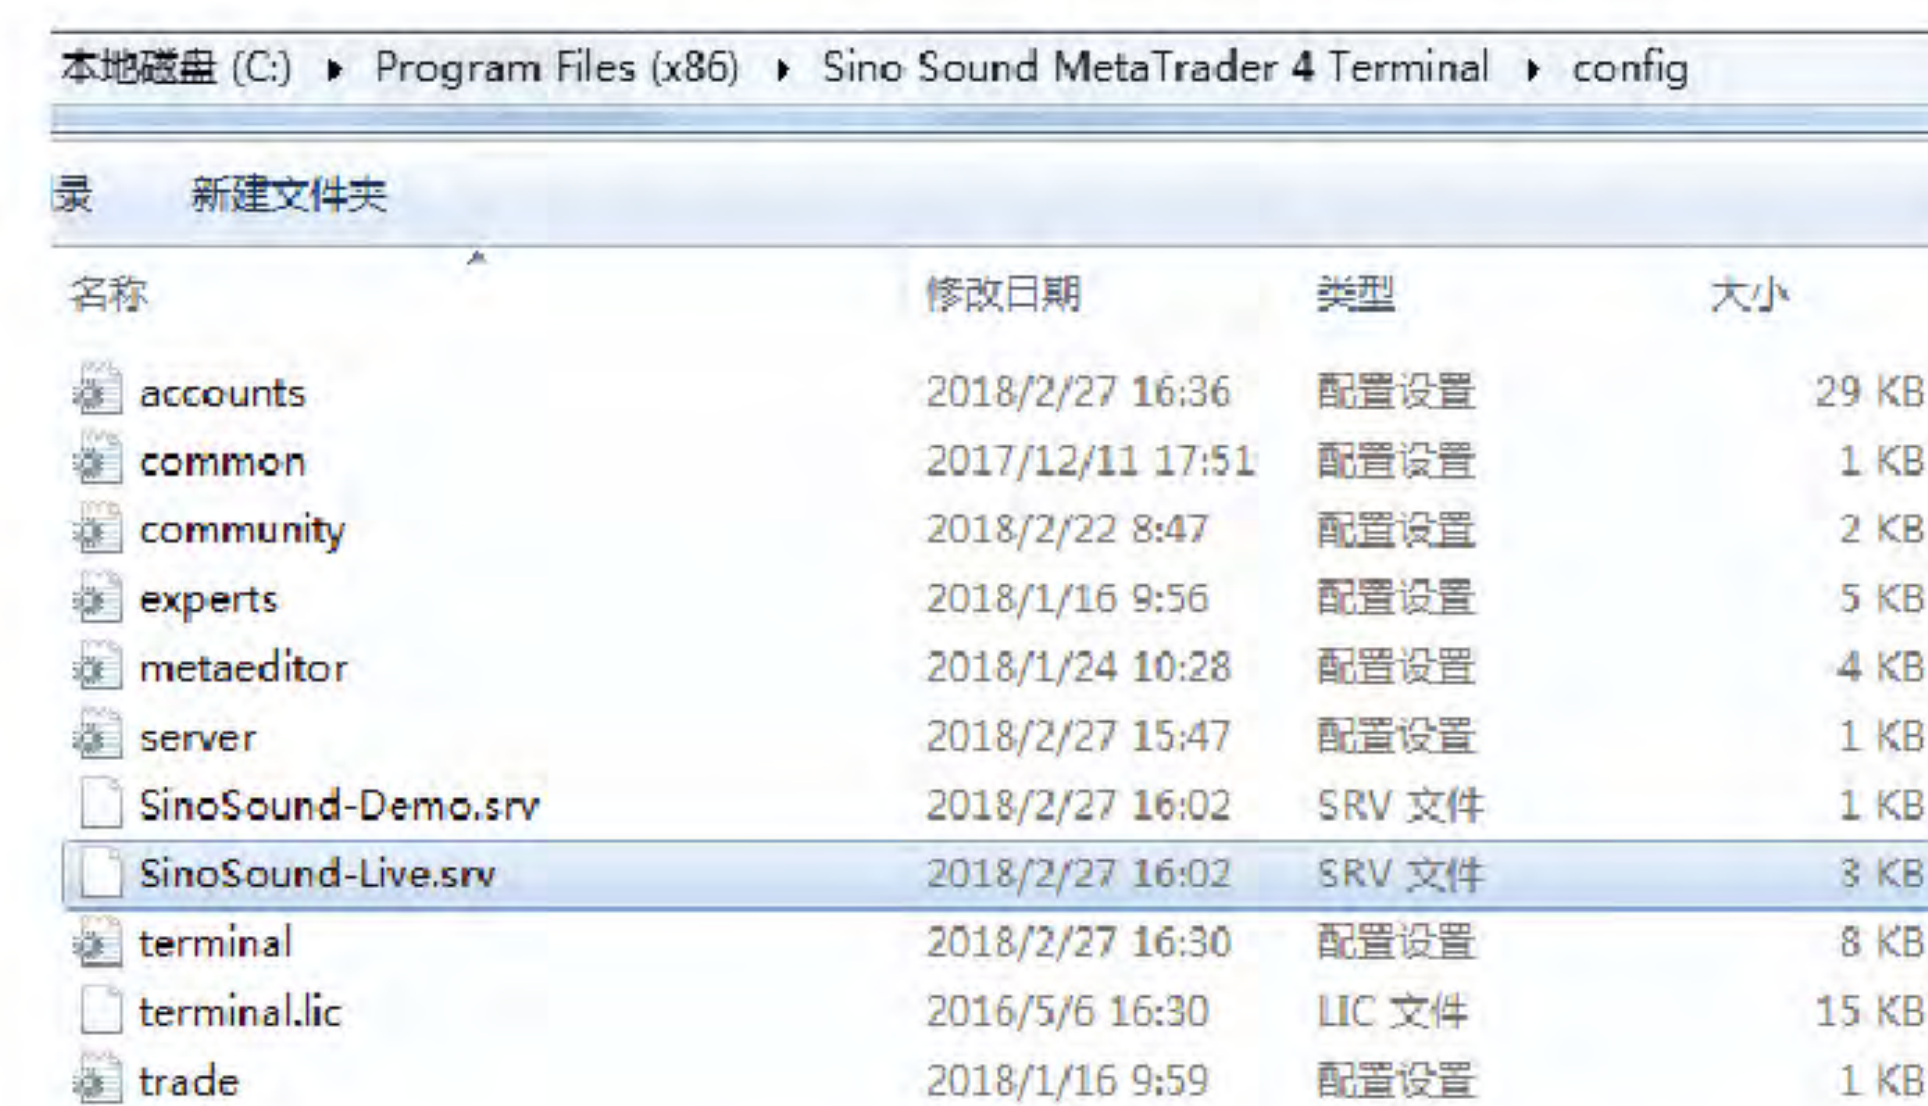 本地磁盘 (C:) ▸ Program Files (x86) ▸ Sino Sound MetaTrader 4 Terminal ▸ config
录 新建文件夹
名称 修改日期 类型 大小
accounts 2018/2/27 16:36 配置设置 29 KB
common 2017/12/11 17:51 配置设置 1 KB
community 2018/2/22 8:47 配置设置 2 KB
experts 2018/1/16 9:56 配置设置 5 KB
metaeditor 2018/1/24 10:28 配置设置 4 KB
server 2018/2/27 15:47 配置设置 1 KB
SinoSound-Demo.srv 2018/2/27 16:02 SRV 文件 1 KB
SinoSound-Live.srv 2018/2/27 16:02 SRV 文件 3 KB
terminal 2018/2/27 16:30 配置设置 8 KB
terminal.lic 2016/5/6 16:30 LIC 文件 15 KB
trade 2018/1/16 9:59 配置设置 1 KB